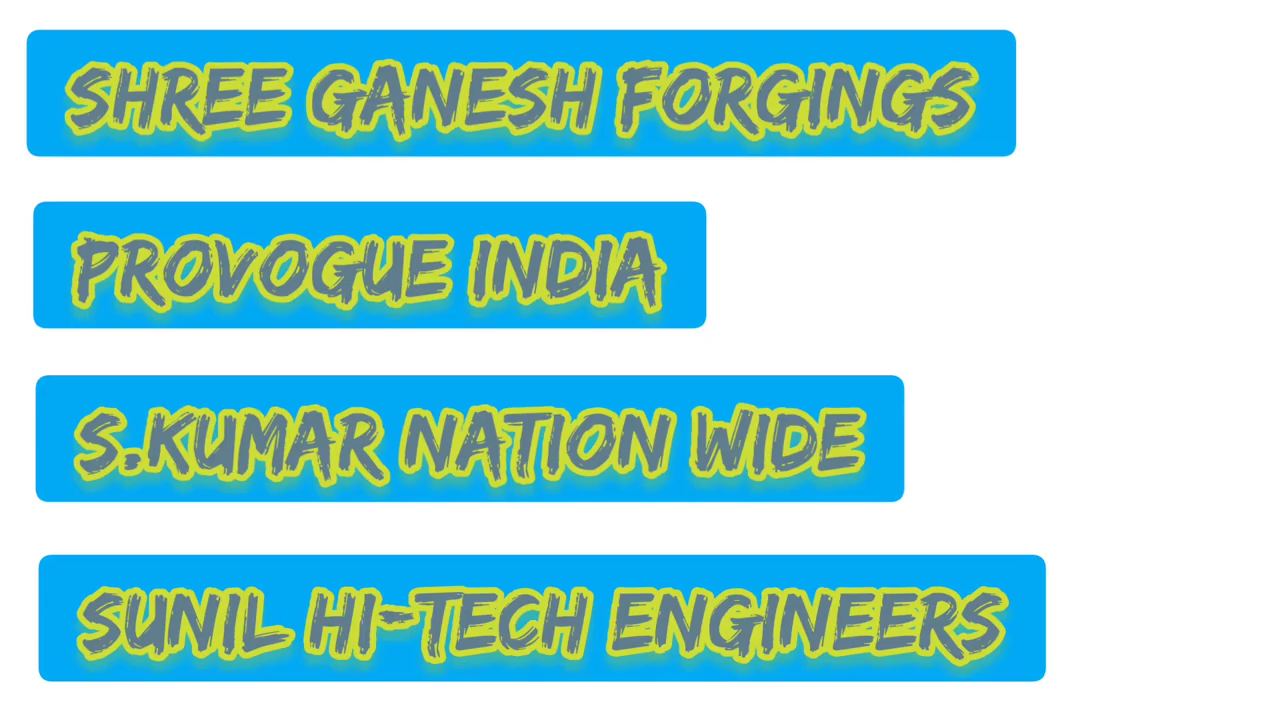 SHREE GANESH FORGINGS
PROVOGUE INDIA
S.KUMAR NATION WIDE
SUNIL HI-TECH ENGINEERS